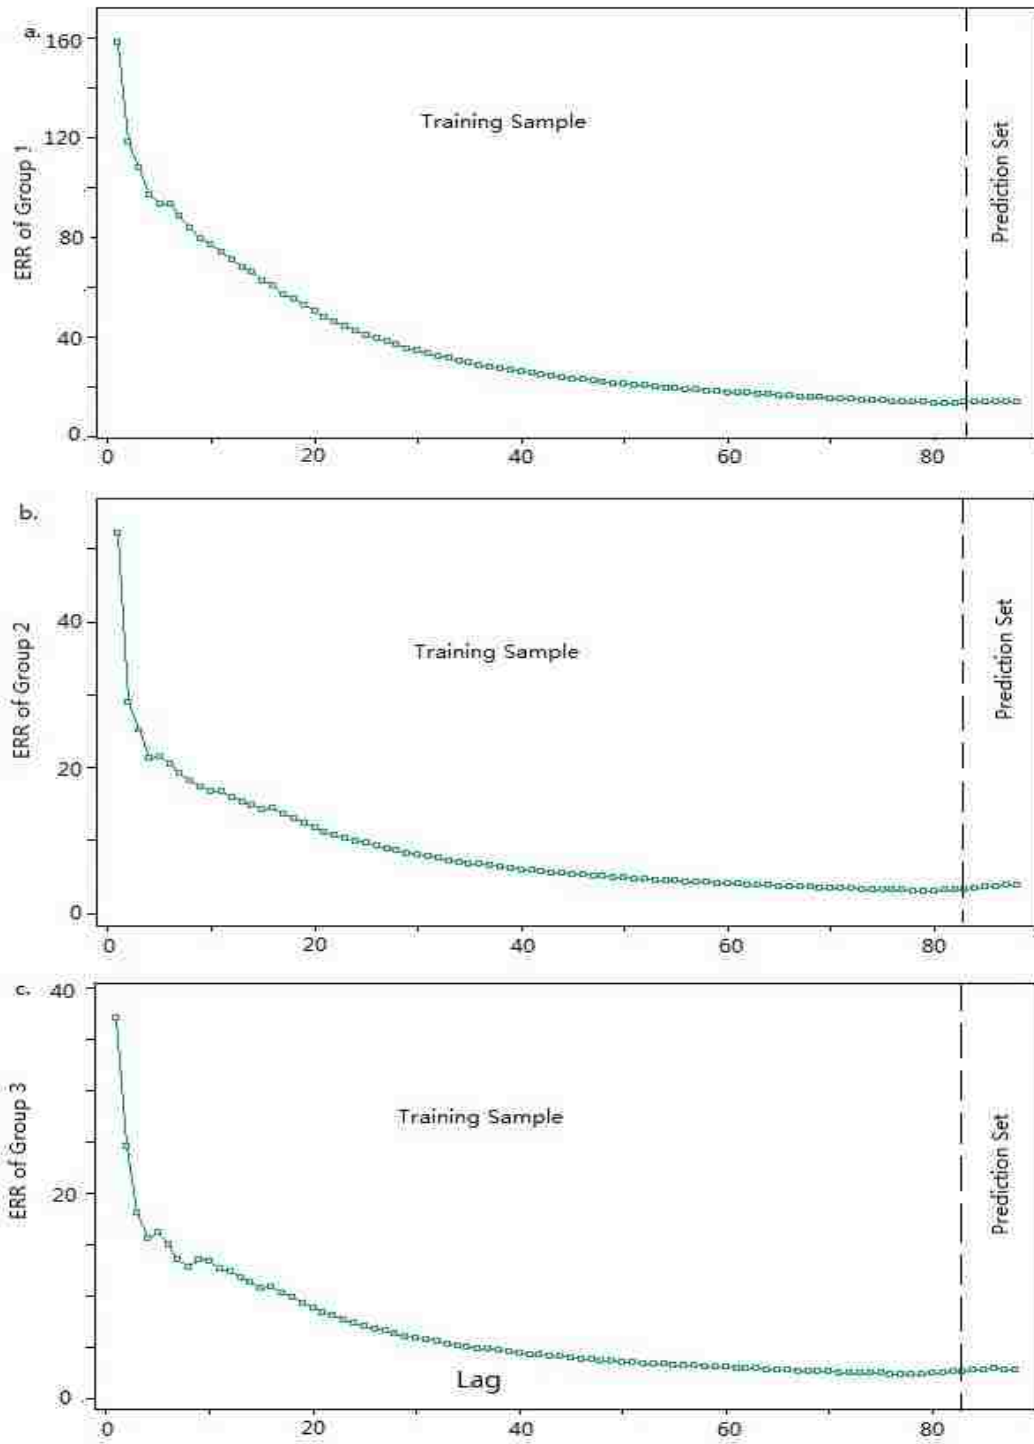 a.
160
120
80
40
0
ERR of Group 1
Training Sample
Prediction Set
0 20 40 60 80
b.
40
20
0
ERR of Group 2
Training Sample
Prediction Set
0 20 40 60 80
c.
40
20
0
ERR of Group 3
Training Sample
Prediction Set
Lag
0 20 40 60 80